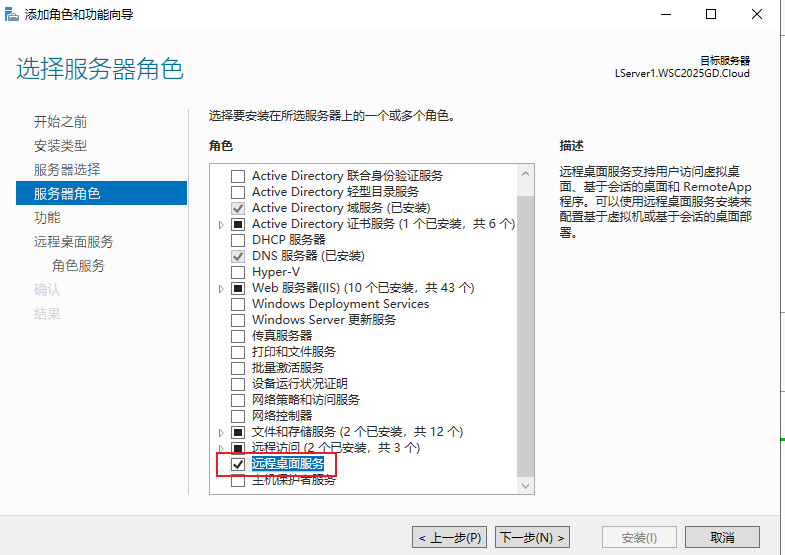 添加角色和功能向导
选择服务器角色
目标服务器
LServer1.WSC2025GD.Cloud
开始之前
安装类型
服务器选择
服务器角色
功能
远程桌面服务
角色服务
确认
结果
选择要安装在所选服务器上的一个或多个角色。
角色
Active Directory 联合身份验证服务
Active Directory 轻型目录服务
Active Directory 域服务 (已安装)
Active Directory 证书服务 (1 个已安装，共 6 个)
DHCP 服务器
DNS 服务器 (已安装)
Hyper-V
Web 服务器(IIS) (10 个已安装，共 43 个)
Windows Deployment Services
Windows Server 更新服务
传真服务器
打印和文件服务
批量激活服务
设备运行状况证明
网络策略和访问服务
网络控制器
文件和存储服务 (2 个已安装，共 12 个)
远程访问 (2 个已安装，共 3 个)
远程桌面服务
主机保护者服务
描述
远程桌面服务支持用户访问虚拟桌
面、基于会话的桌面和 RemoteApp
程序。可以使用远程桌面服务安装来
配置基于虚拟机或基于会话的桌面部
署。
< 上一步(P)
下一步(N) >
安装(I)
取消